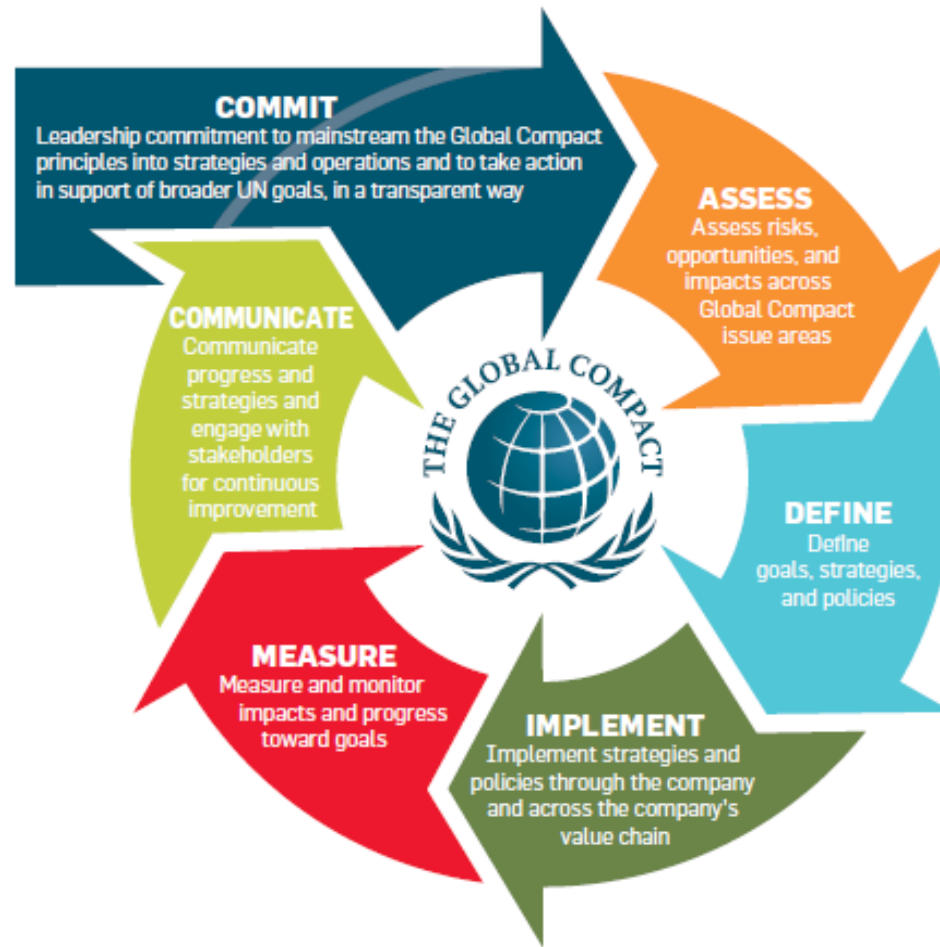 COMMIT
Leadership commitment to mainstream the Global Compact
principles into strategies and operations and to take action
in support of broader UN goals, in a transparent way
ASSESS
Assess risks,
opportunities, and
impacts across
Global Compact
issue areas
DEFINE
Define
goals, strategies,
and policies
IMPLEMENT
Implement strategies and
policies through the company
and across the company's
value chain
MEASURE
Measure and monitor
impacts and progress
toward goals
COMMUNICATE
Communicate
progress and
strategies and
engage with
stakeholders
for continuous
improvement
THE GLOBAL COMPACT